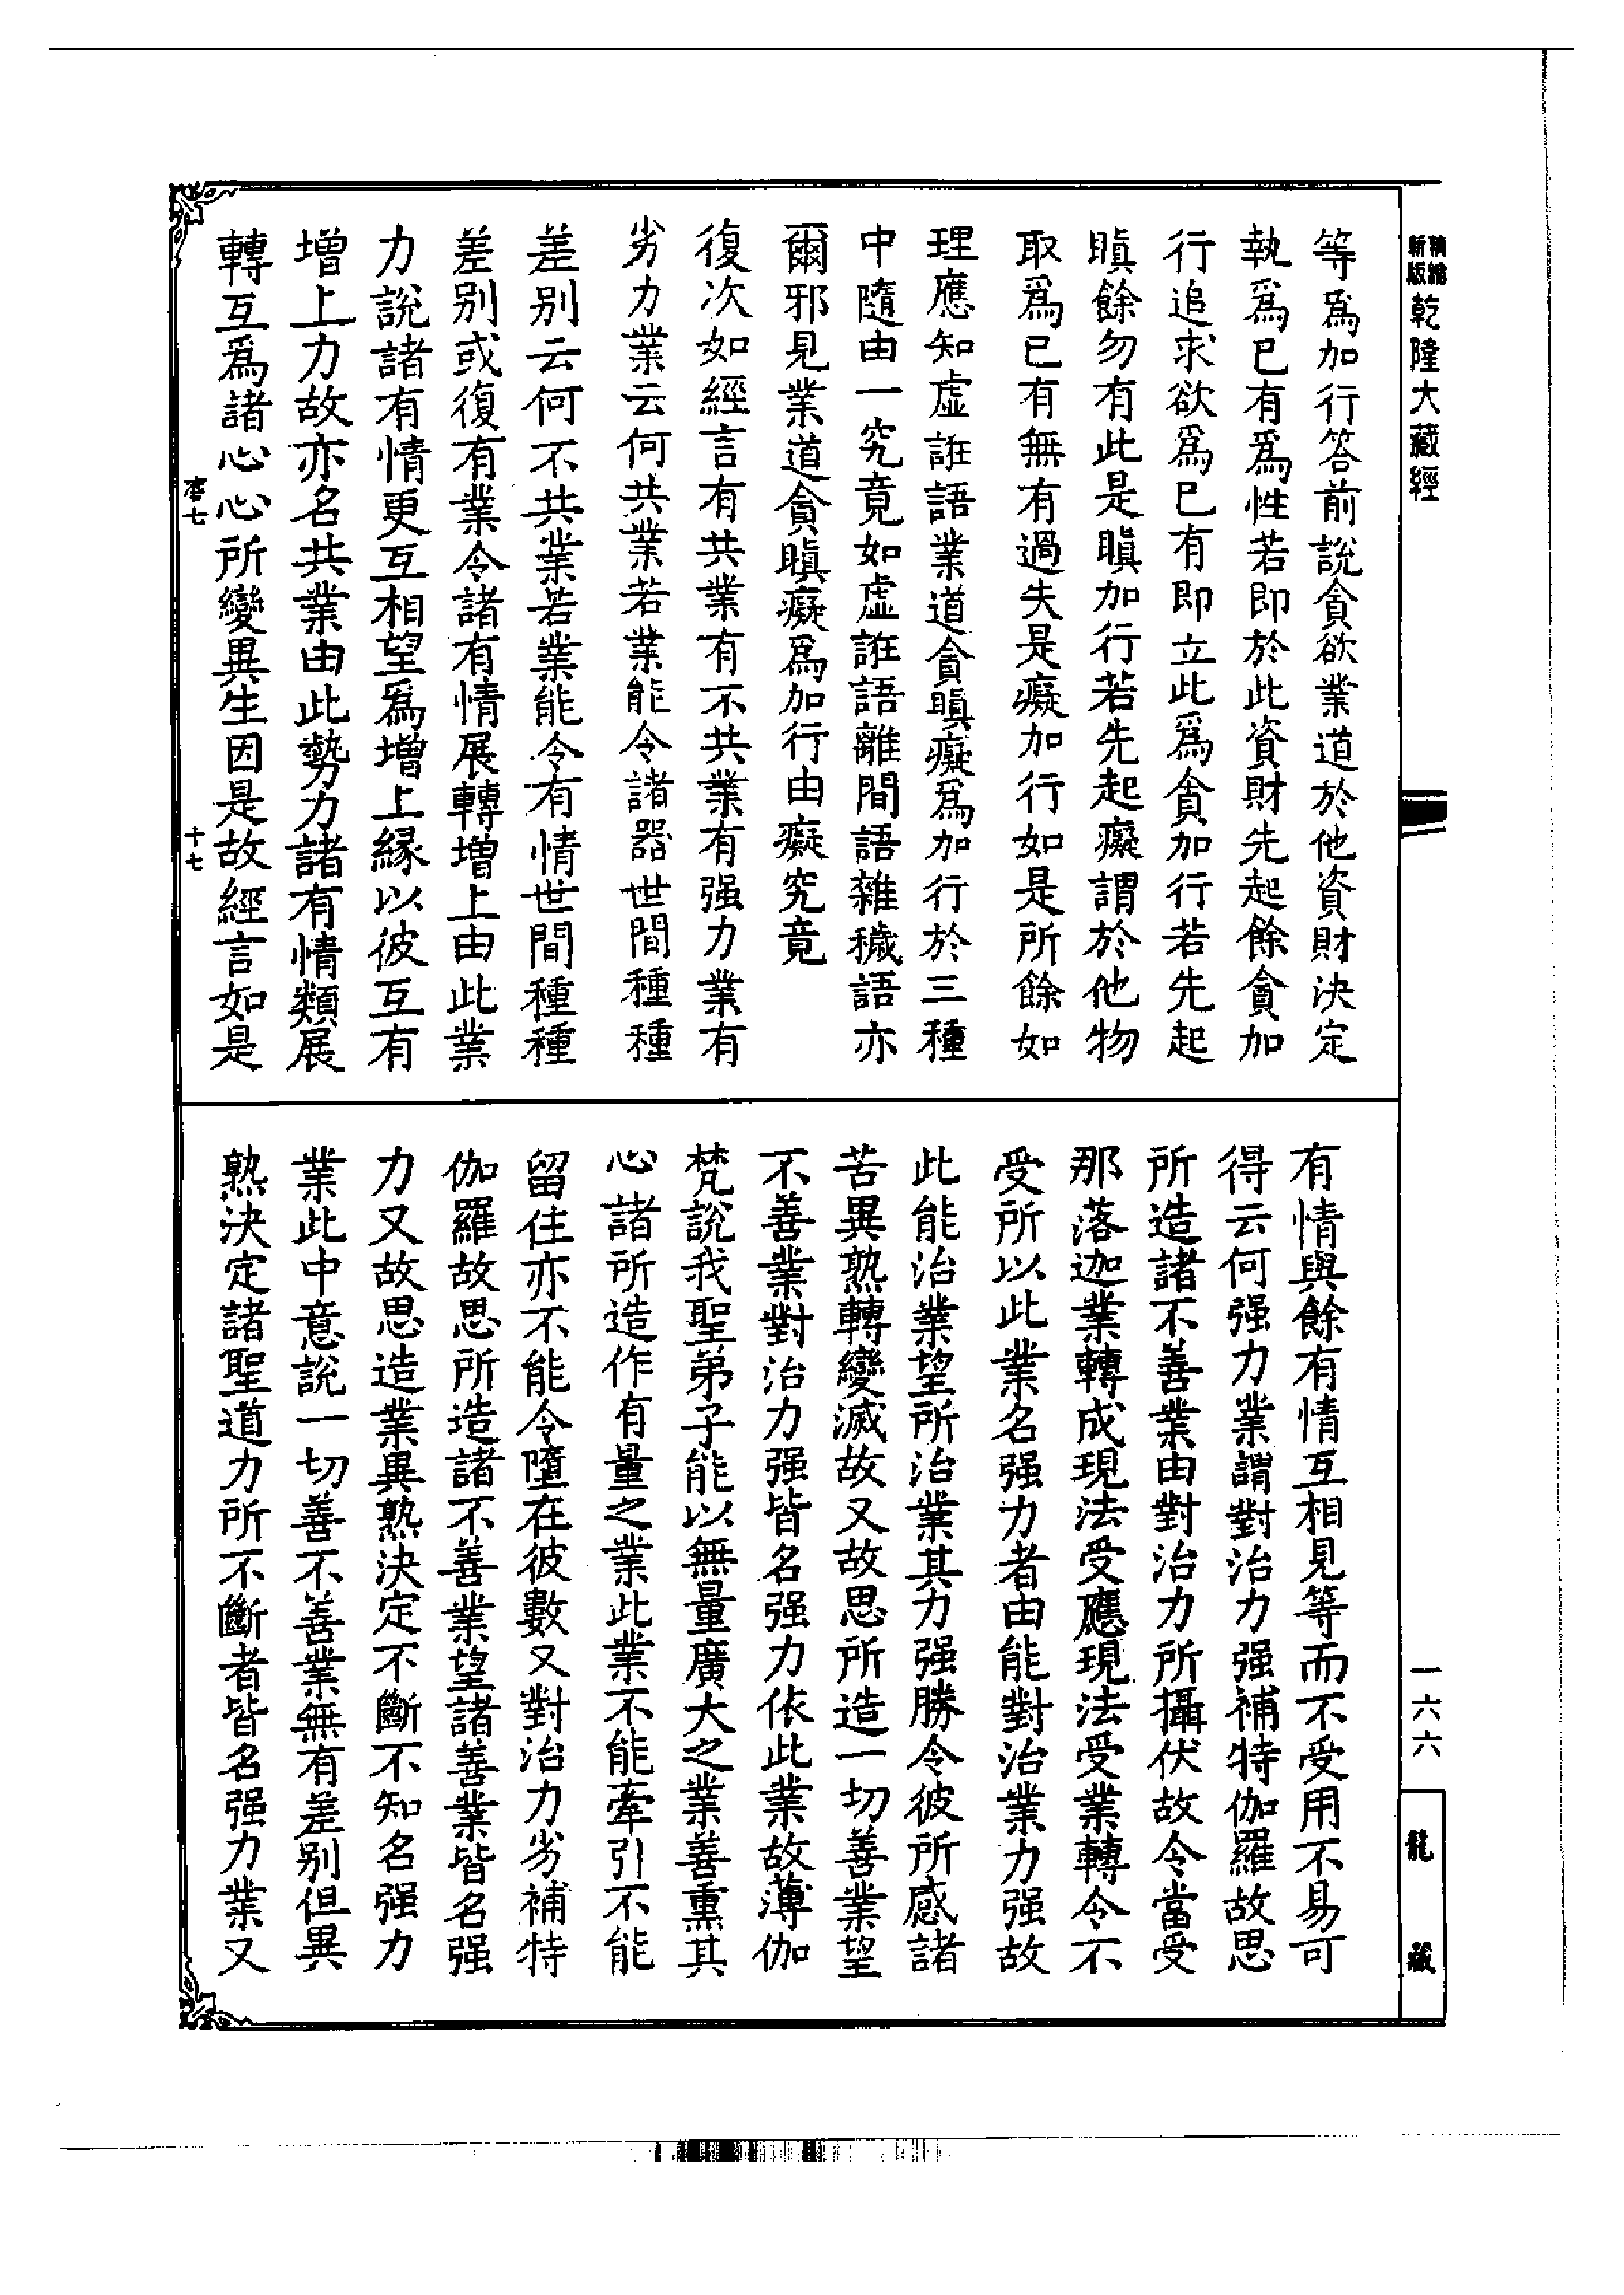 新版
精縮
乾隆大藏經
等爲加行答前說貪欲業道於他資財決定
執爲已有爲性若即於此資財先起餘貪加
行追求欲爲已有即立此爲貪加行若先起
瞋餘勿有此是瞋加行若先起癡謂於他物
取爲已有無有過失是癡加行如是所餘如
理應知虛誑語業道貪瞋癡爲加行於三種
中隨由一究竟如虛誑語離間語雜穢語亦
爾邪見業道貪瞋癡爲加行由癡究竟
復次如經言有共業有不共業有强力業有
劣力業云何共業若業能令諸器世間種種
差别云何不共業若業能令有情世間種種
差别或復有業令諸有情展轉增上由此業
力說諸有情更互相望爲增上緣以彼互有
增上力故亦名共業由此勢力諸有情類展
轉互爲諸心心所變異生因是故經言如是
十七
有情與餘有情互相見等而不受用不易可
得云何强力業謂對治力强補特伽羅故思
所造諸不善業由對治力所攝伏故令當受
那落迦業轉成現法受應現法受業轉令不
受所以此業名强力者由能對治業力强故
此能治業望所治業其力强勝令彼所感諸
苦異熟轉變滅故又故思所造一切善業望
不善業對治力强皆名强力依此業故薄伽
梵說我聖弟子能以無量廣大之業善熏其
心諸所造作有量之業此業不能牽引不能
留住亦不能令墮在彼數又對治力劣補特
伽羅故思所造諸不善業望諸善業皆名强
力又故思造業異熟決定不斷不知名强力
業此中意說一切善不善業無有差别但異
熟決定諸聖道力所不斷者皆名强力業又
一六六
龍藏